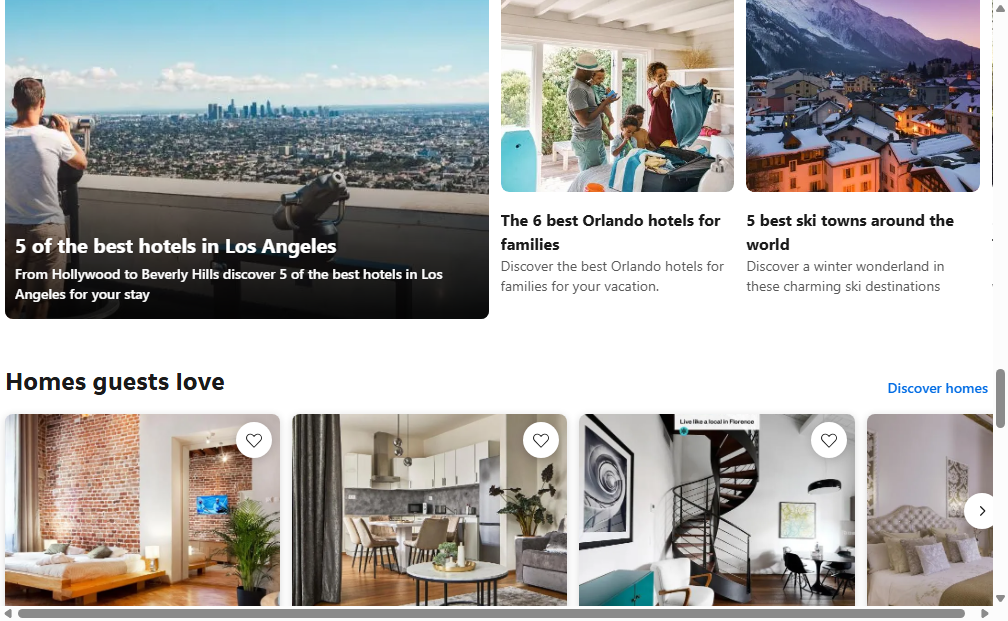 5 of the best hotels in Los Angeles
From Hollywood to Beverly Hills discover 5 of the best hotels in Los
Angeles for your stay
The 6 best Orlando hotels for
families
Discover the best Orlando hotels for
families for your vacation.
5 best ski towns around the
world
Discover a winter wonderland in
these charming ski destinations
Homes guests love
Discover homes
Live like a local in Florence